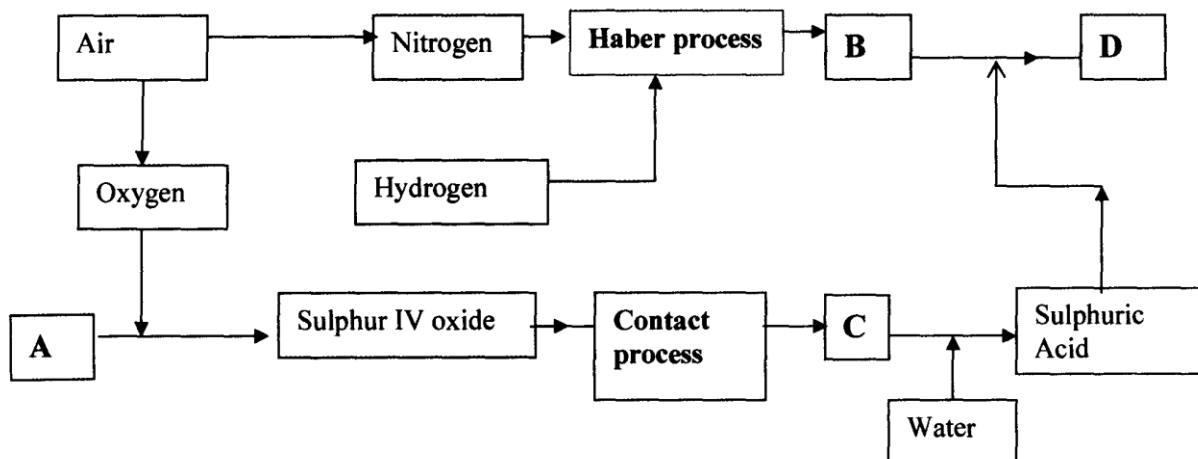 Air
Nitrogen
Haber process
B
D
Oxygen
Hydrogen
A
Sulphur IV oxide
Contact
process
C
Sulphuric
Acid
Water